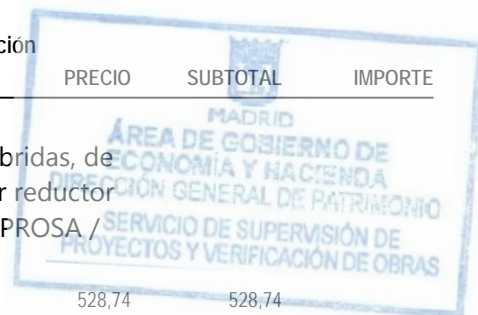 ción
PRECIO SUBTOTAL IMPORTE
MADRID
ÁREA DE GOBIERNO DE
bridas, de
ECONOMÍA Y HACIENDA
r reductor
DIRECCIÓN GENERAL DE PATRIMONIO
PROSA /
SERVICIO DE SUPERVISIÓN DE
PROYECTOS Y VERIFICACIÓN DE OBRAS
528,74 528,74